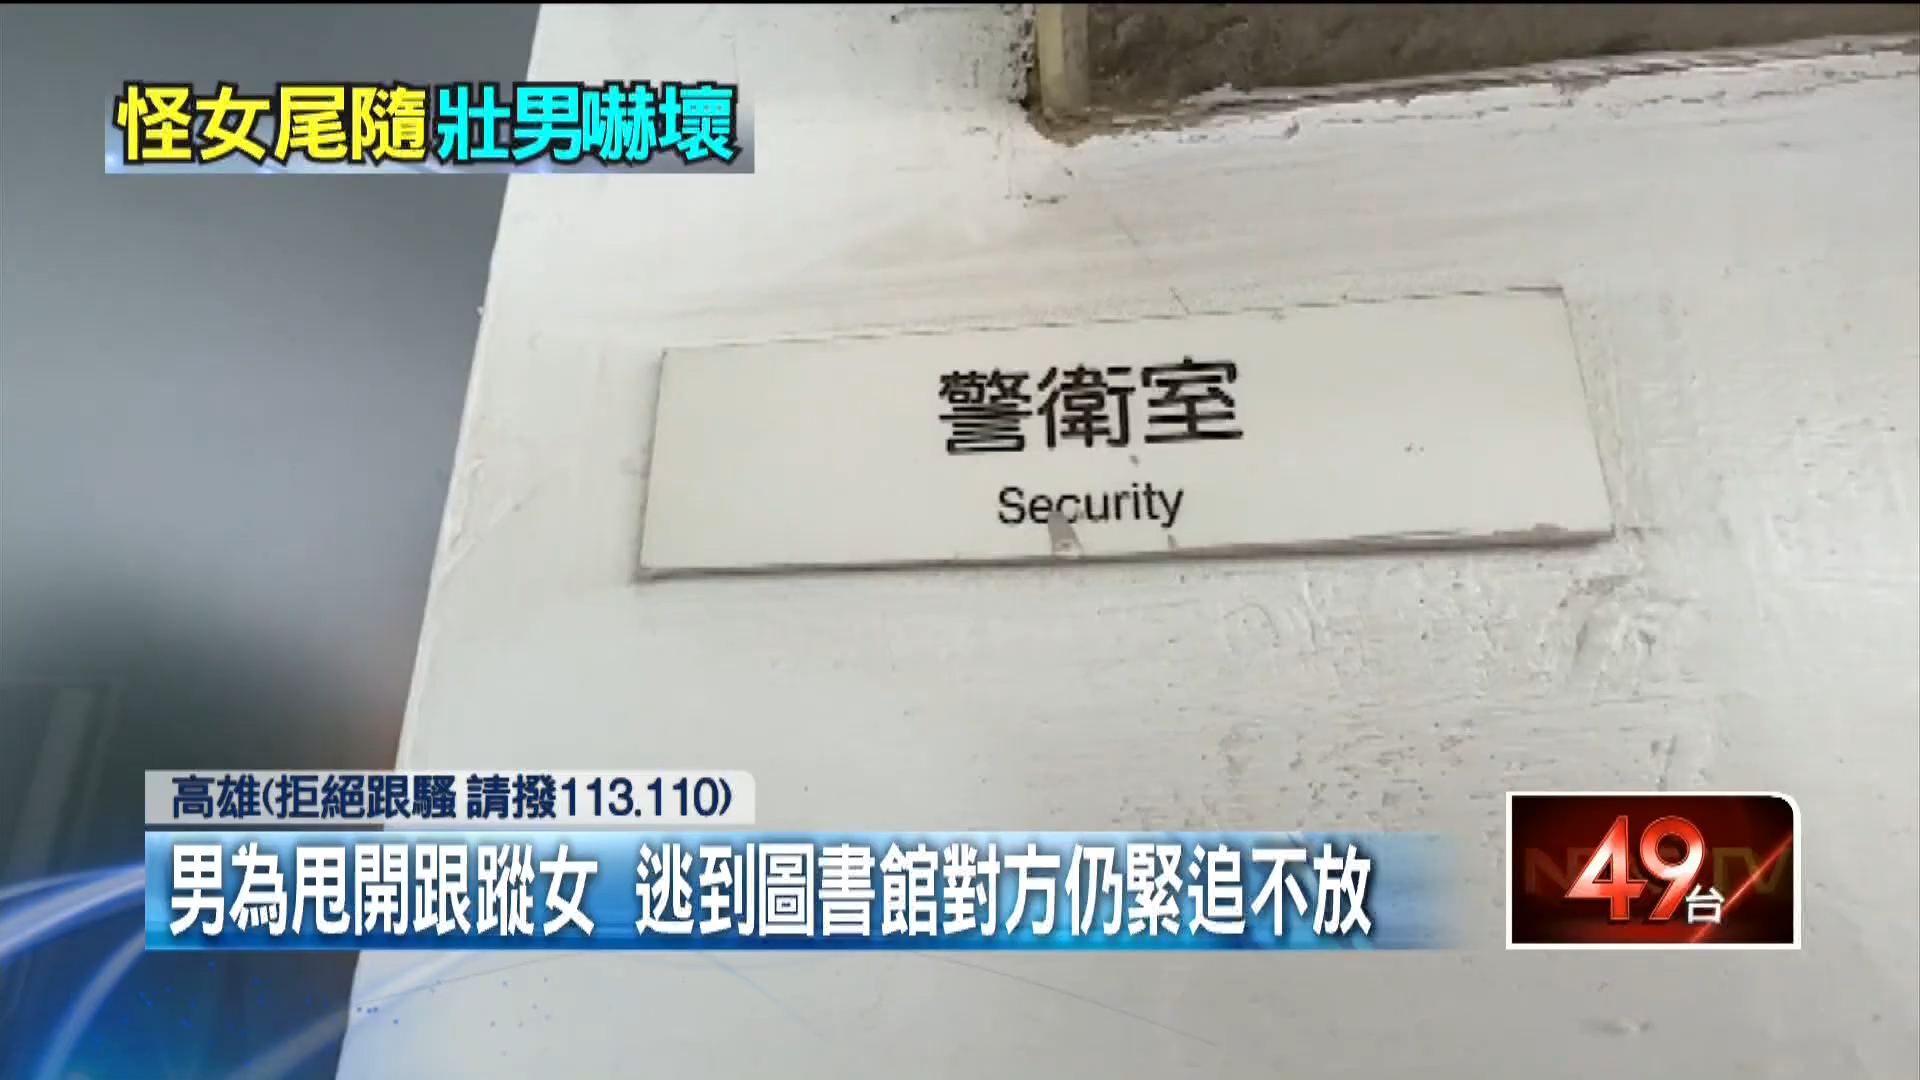 怪女尾隨 壯男嚇壞
警衛室
Security
高雄(拒絕跟騷 請撥113.110)
男為甩開跟蹤女 逃到圖書館對方仍緊追不放
49台